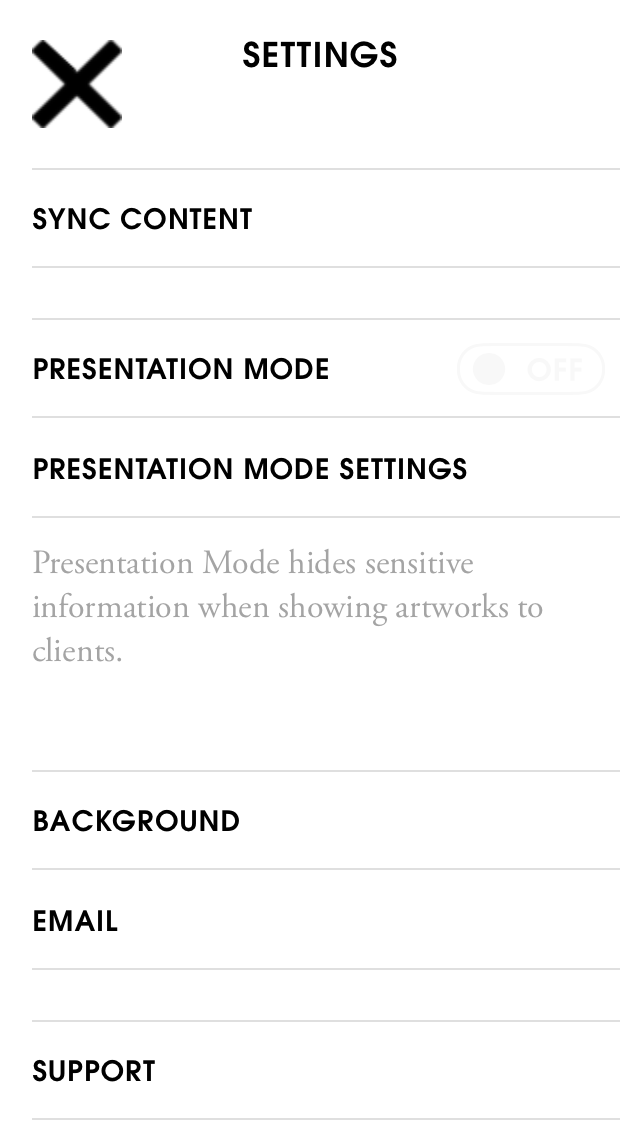 SETTINGS
SYNC CONTENT
PRESENTATION MODE OFF
PRESENTATION MODE SETTINGS
Presentation Mode hides sensitive
information when showing artworks to
clients.
BACKGROUND
EMAIL
SUPPORT